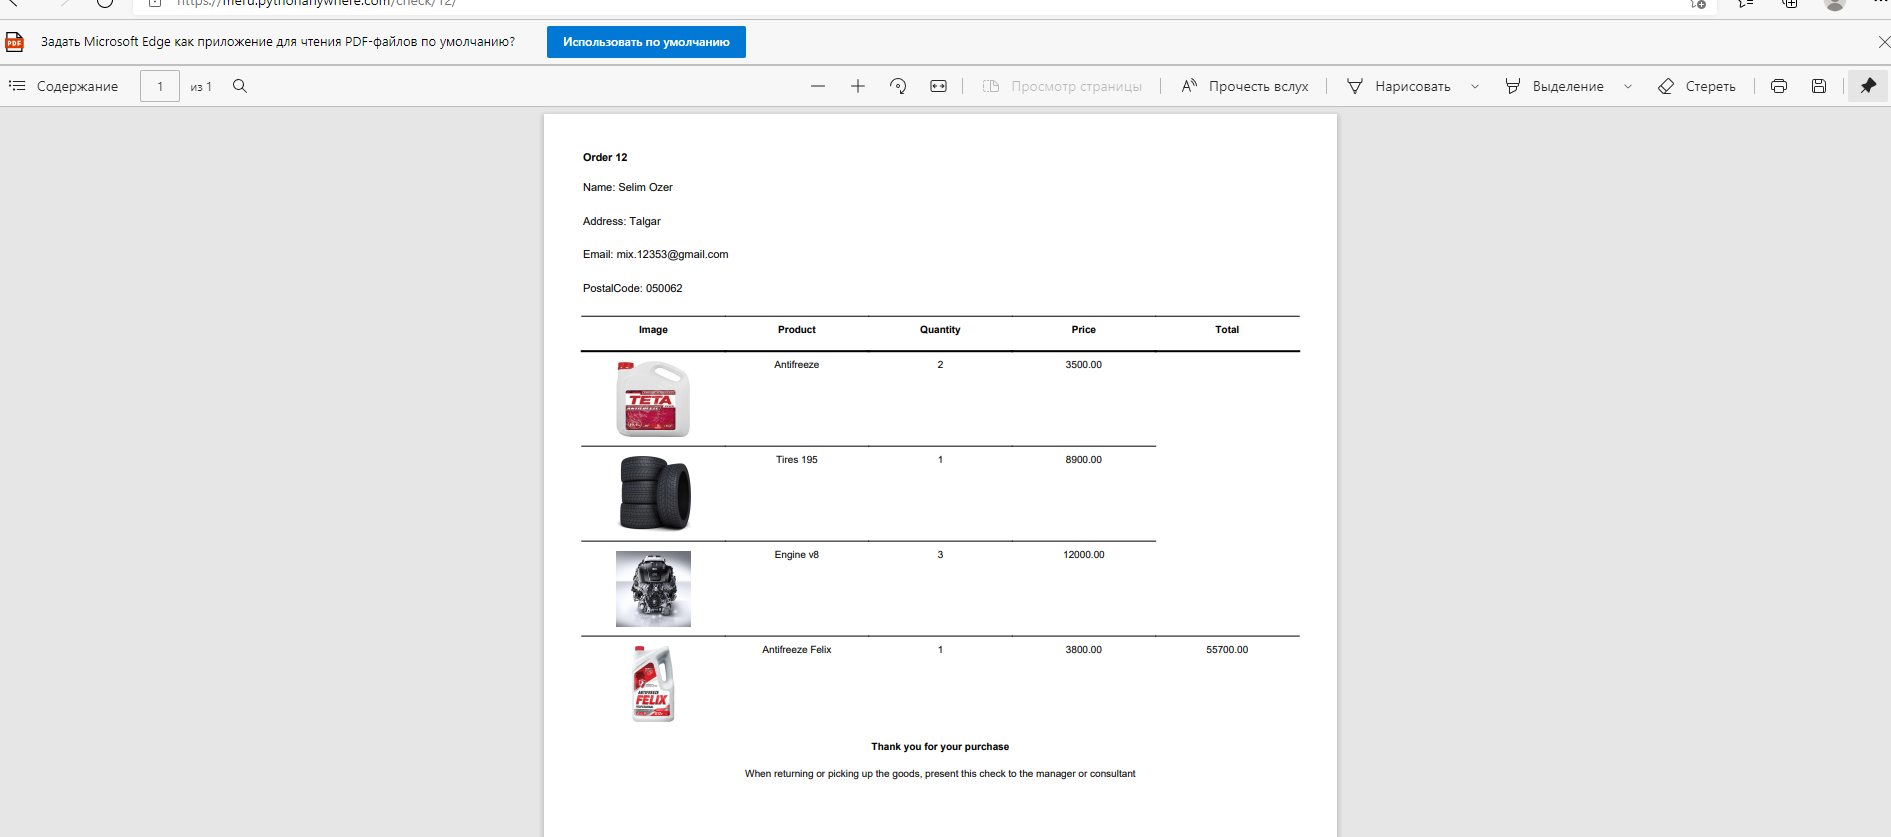 https://meru.pythonanywhere.com/check/12/
Задать Microsoft Edge как приложение для чтения PDF-файлов по умолчанию?
Использовать по умолчанию
Содержание
1
из 1
Просмотр страницы
Прочесть вслух
Нарисовать
Выделение
Стереть
Order 12
Name: Selim Ozer
Address: Talgar
Email: mix.12353@gmail.com
PostalCode: 050062
Image Product Quantity Price Total
Antifreeze 2 3500.00
TETA
Tires 195 1 8900.00
Engine v8 3 12000.00
Antifreeze Felix 1 3800.00 55700.00
ANTIFREEZE
FELIX
Thank you for your purchase
When returning or picking up the goods, present this check to the manager or consultant